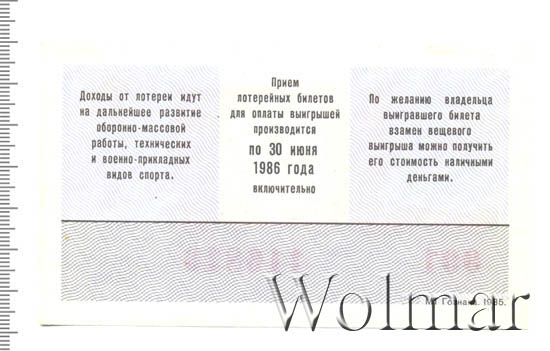 Доходы от лотереи идут
на дальнейшее развитие
оборонно-массовой
работы, технических
и военно-прикладных
видов спорта.
Прием
лотерейных билетов
для оплаты выигрышей
производится
по 30 июня
1986 года
включительно
По желанию владельца
выигравшего билета
взамен вещевого
выигрыша можно получить
его стоимость наличными
деньгами.
Гознака. 1985.
Wolmar